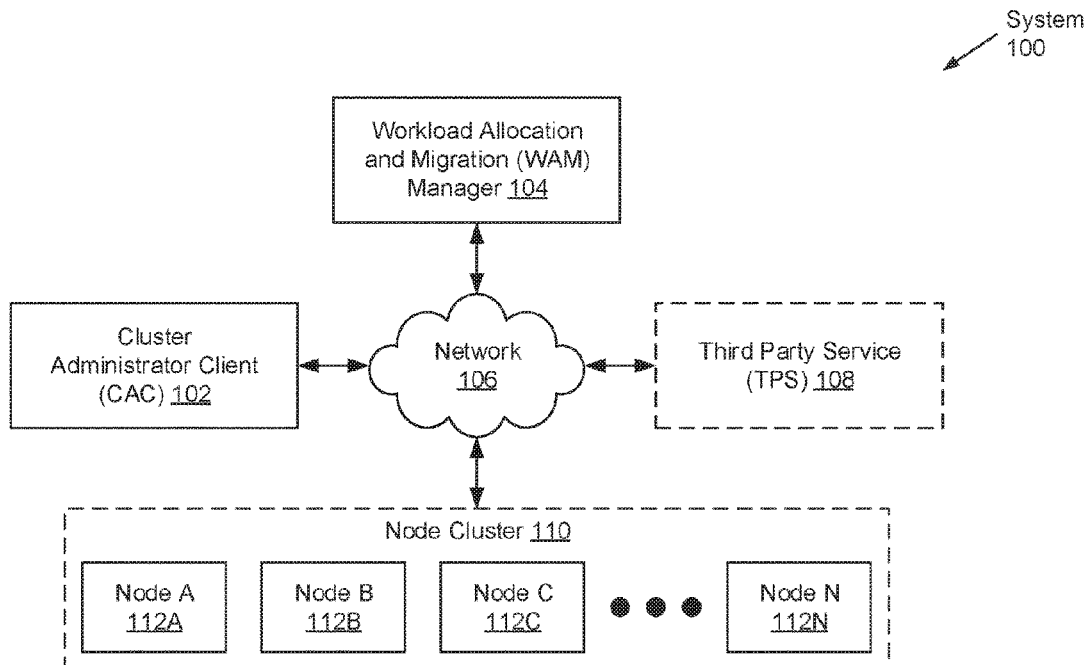 System
100
Workload Allocation
and Migration (WAM)
Manager 104
Cluster
Administrator Client
(CAC) 102
Network
106
Third Party Service
(TPS) 108
Node Cluster 110
Node A
112A
Node B
112B
Node C
112C
Node N
112N